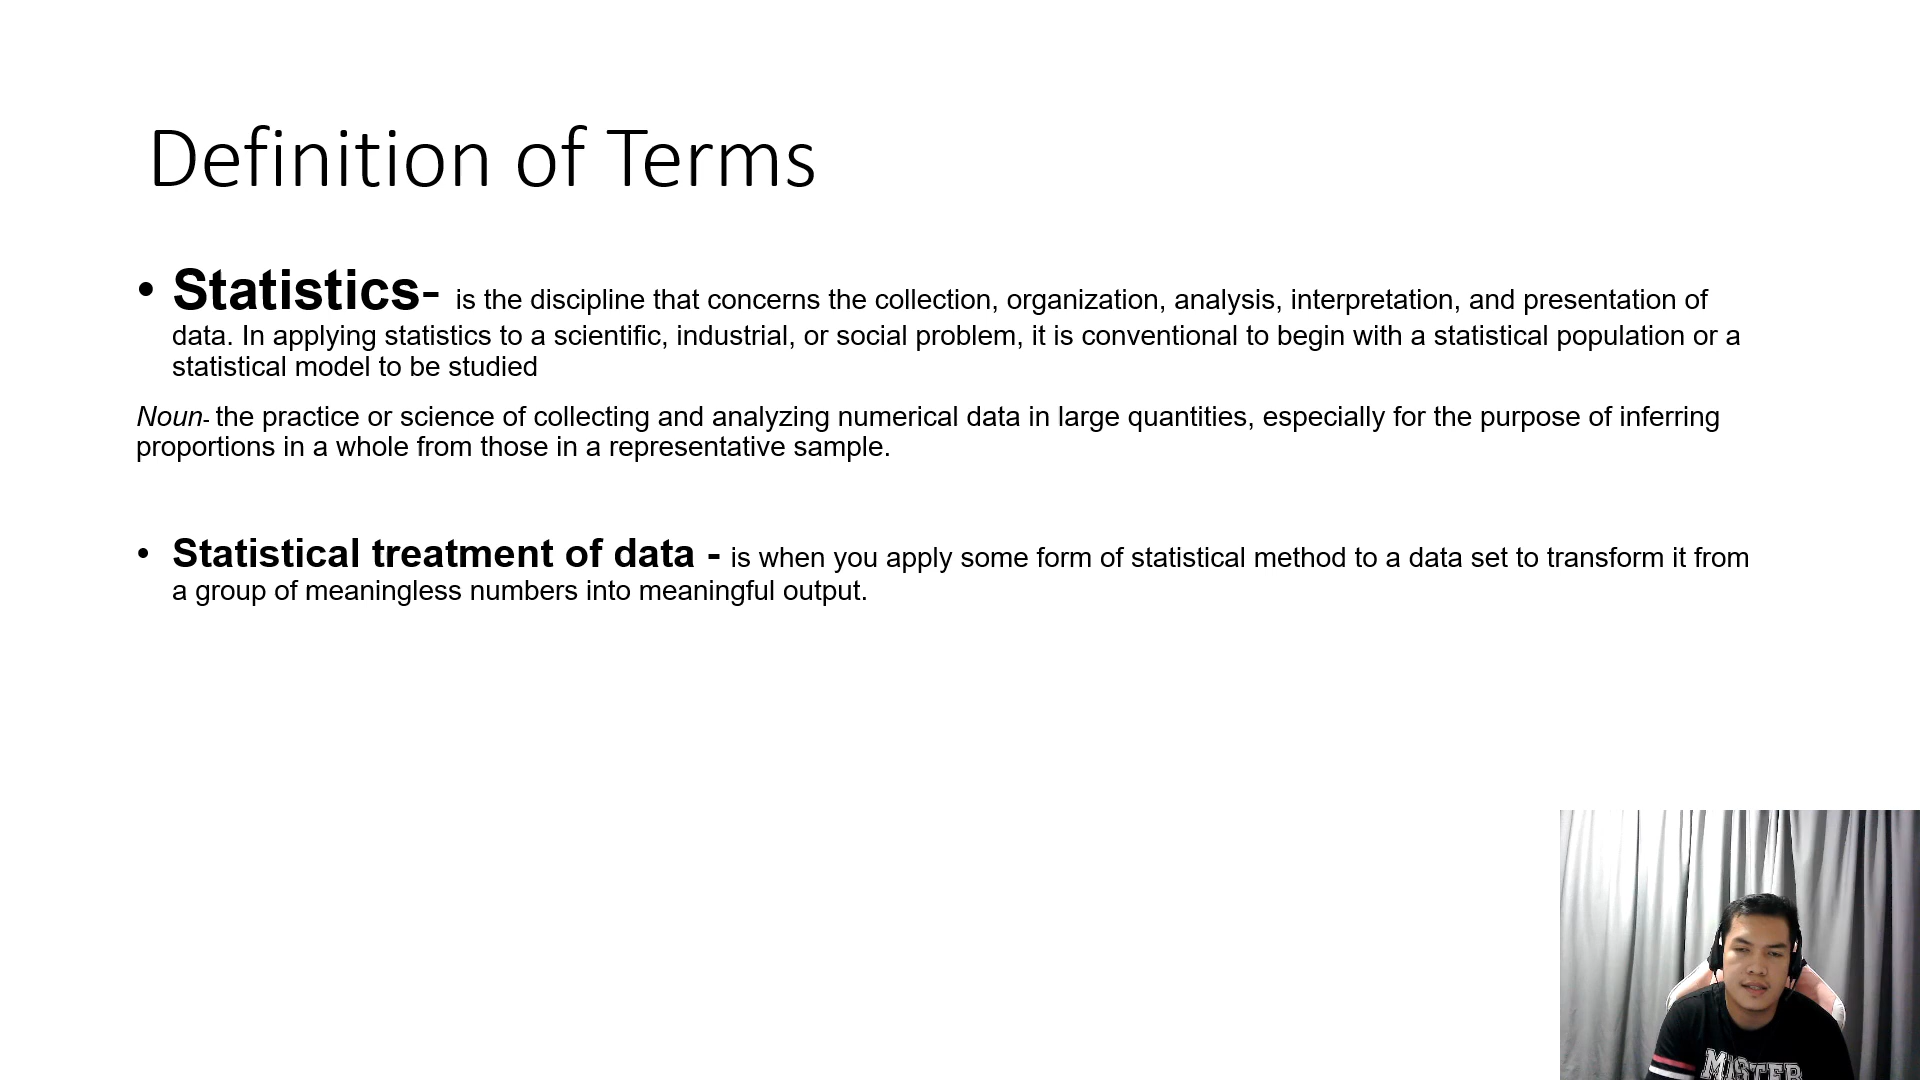 Definition of Terms
• Statistics- is the discipline that concerns the collection, organization, analysis, interpretation, and presentation of
data. In applying statistics to a scientific, industrial, or social problem, it is conventional to begin with a statistical population or a
statistical model to be studied
Noun- the practice or science of collecting and analyzing numerical data in large quantities, especially for the purpose of inferring
proportions in a whole from those in a representative sample.
• Statistical treatment of data - is when you apply some form of statistical method to a data set to transform it from
a group of meaningless numbers into meaningful output.
MASTER